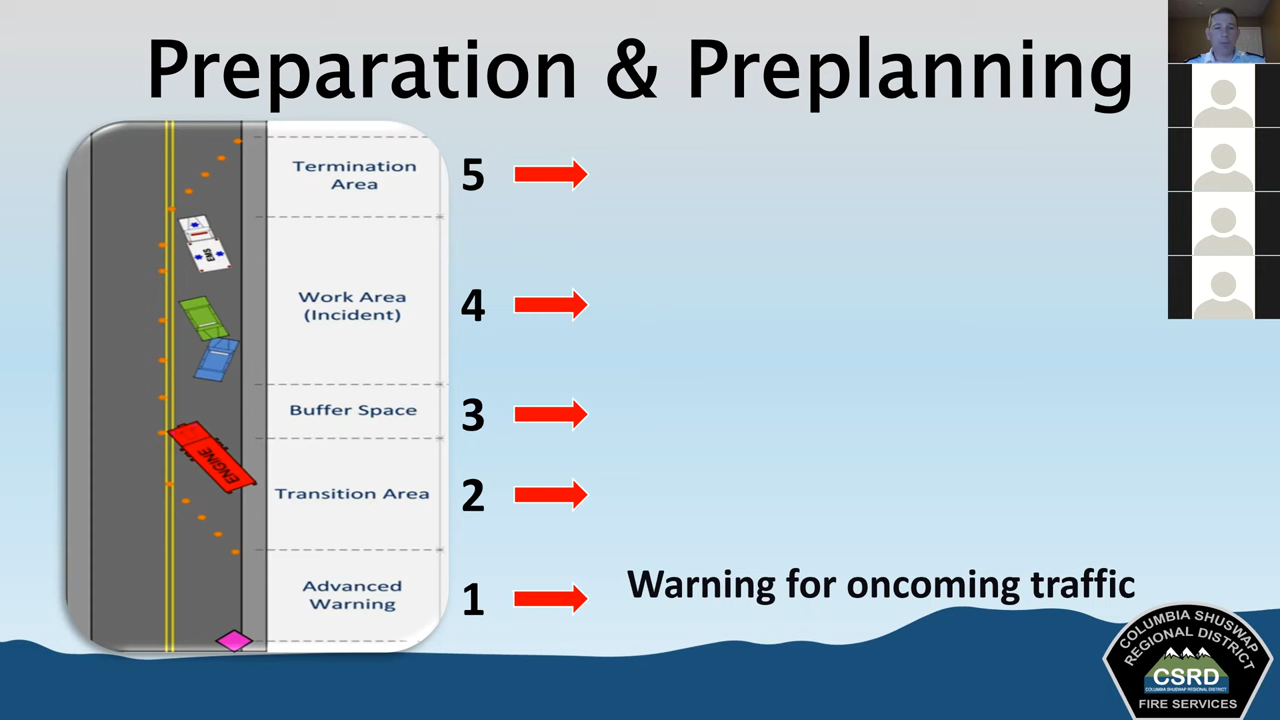 Preparation & Preplanning
Termination
Area
5
EMS
Work Area
(Incident)
4
Buffer Space
3
ENGINE
Transition Area
2
Advanced
Warning
1
Warning for oncoming traffic
COLUMBIA SHUSWAP
REGIONAL DISTRICT
CSRD
COLUMBIA SHUSWAP REGIONAL DISTRICT
FIRE SERVICES